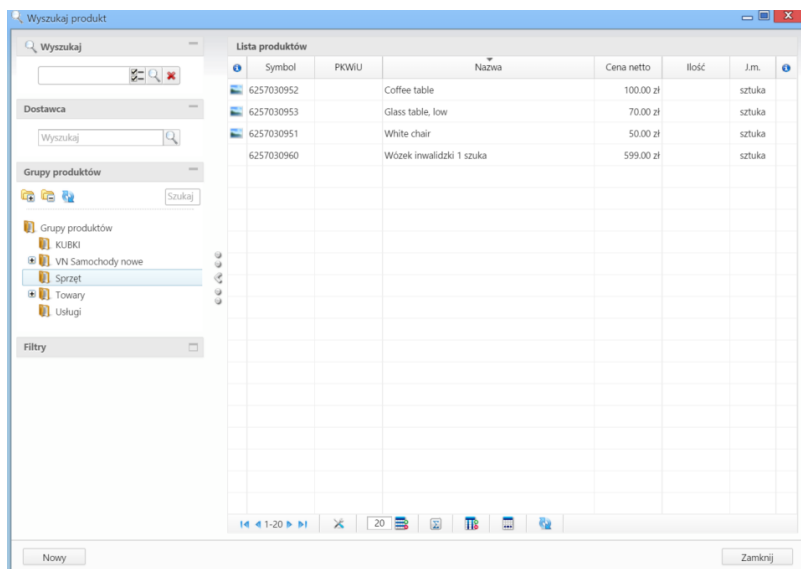 Wyszukaj produkt
Wyszukaj
Dostawca
Wyszukaj
Grupy produktów
Szukaj
Grupy produktów
KUBKI
VN Samochody nowe
Sprzęt
Towary
Usługi
Filtry
Lista produktów
Symbol PKWiU Nazwa Cena netto Ilość J.m.
6257030952 Coffee table 100.00 zł sztuka
6257030953 Glass table, low 70.00 zł sztuka
6257030951 White chair 50.00 zł sztuka
6257030960 Wózek inwalidzki 1 szuka 599.00 zł sztuka
1-20 20
Nowy Zamknij